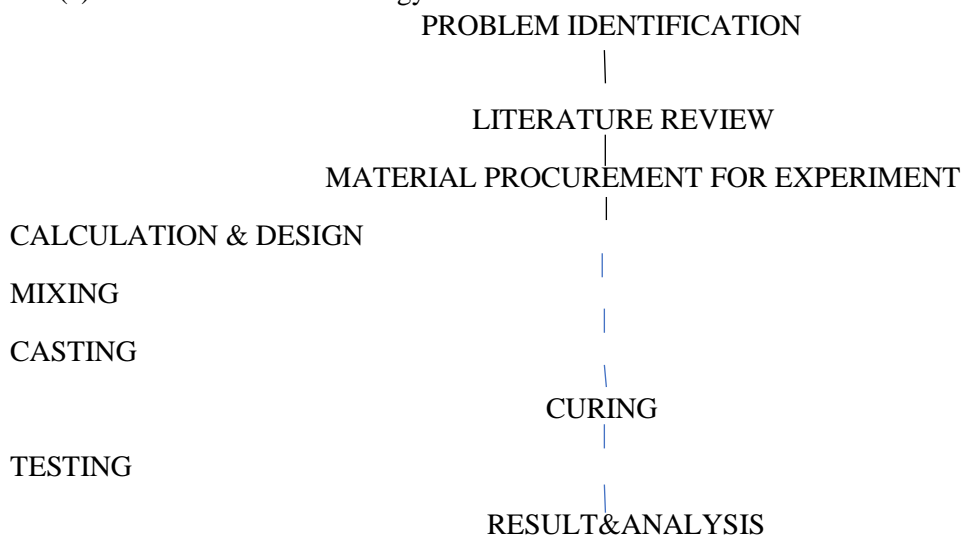 PROBLEM IDENTIFICATION
LITERATURE REVIEW
MATERIAL PROCUREMENT FOR EXPERIMENT
CALCULATION & DESIGN
MIXING
CASTING
CURING
TESTING
RESULT&ANALYSIS